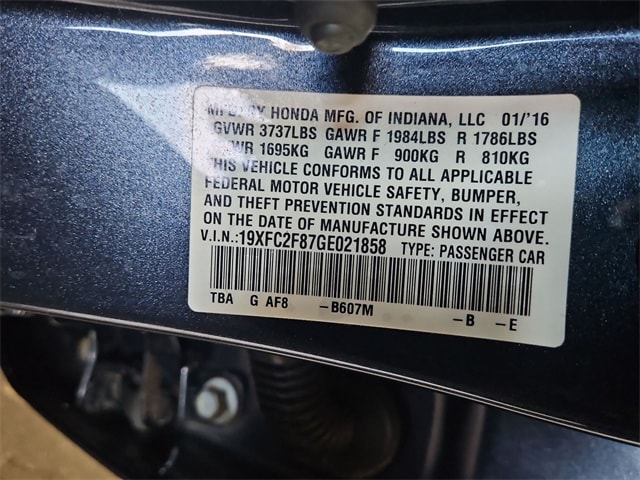 MFD BY HONDA MFG. OF INDIANA, LLC 01/'16
GVWR 3737LBS GAWR F 1984LBS R 1786LBS
1695KG GAWR F 900KG R 810KG
THIS VEHICLE CONFORMS TO ALL APPLICABLE
FEDERAL MOTOR VEHICLE SAFETY, BUMPER,
AND THEFT PREVENTION STANDARDS IN EFFECT
ON THE DATE OF MANUFACTURE SHOWN ABOVE.
V.I.N.:19XFC2F87GE021858 TYPE: PASSENGER CAR
TBA G AF8 –B607M –B –E